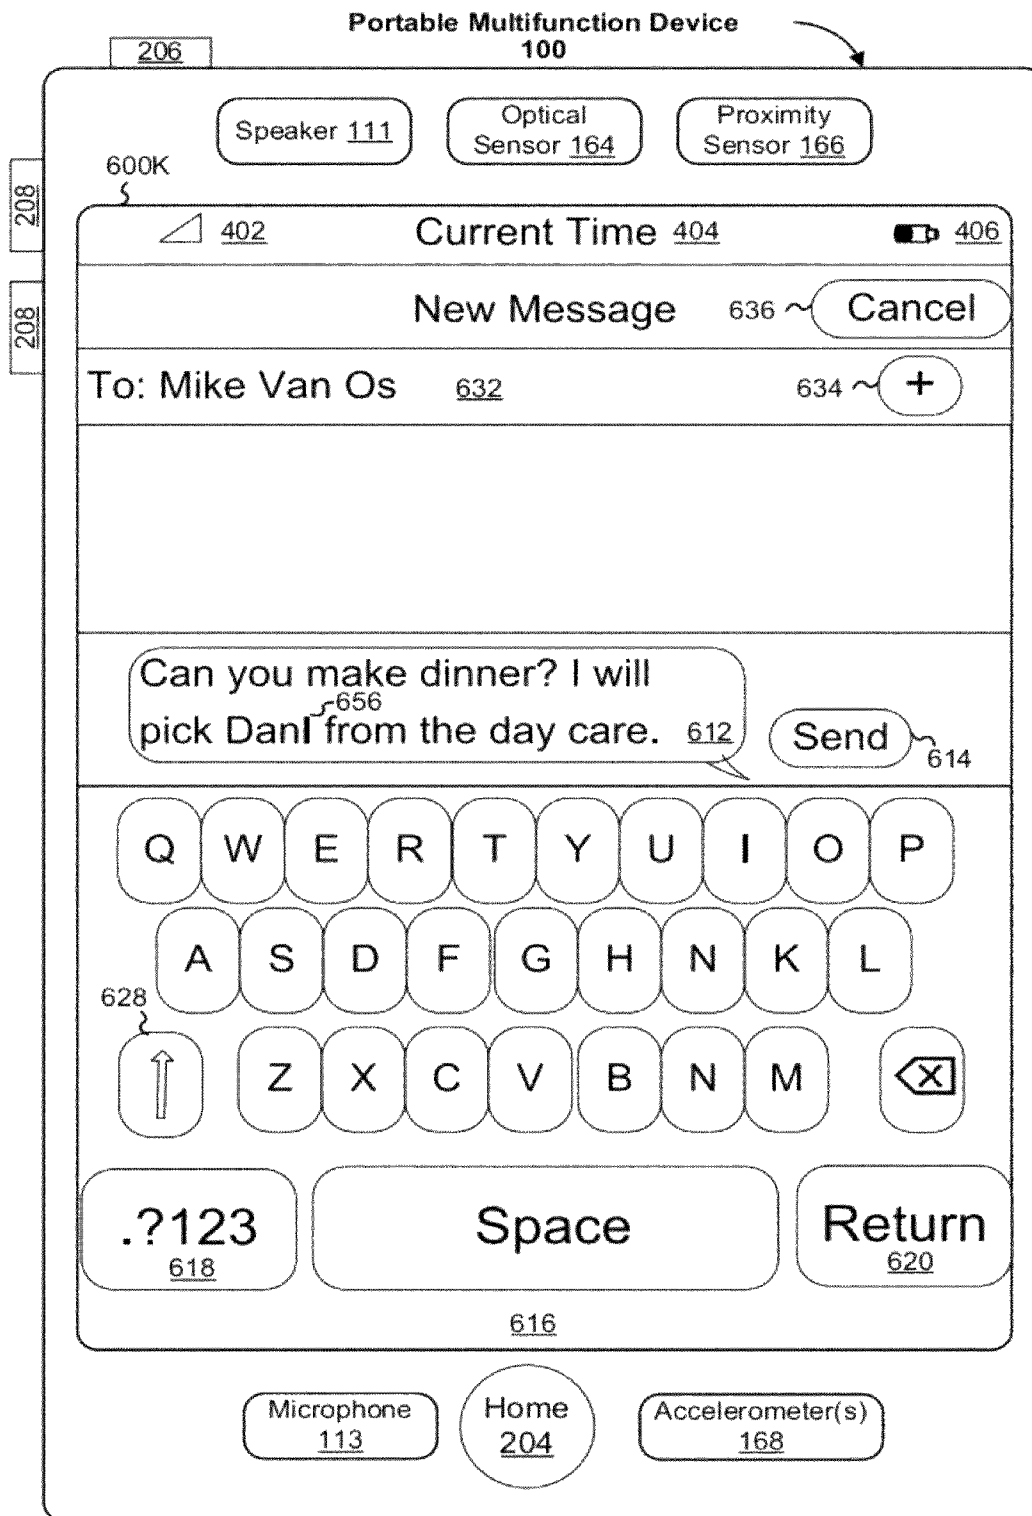 Portable Multifunction Device
100
206
Speaker 111
Optical
Sensor 164
Proximity
Sensor 166
600K
208
208
402 Current Time 404 406
New Message 636 Cancel
To: Mike Van Os 632 634 +
Can you make dinner? I will
656
pick Dan from the day care. 612
Send
614
Q W E R T Y U I O P
A S D F G H N K L
628
Z X C V B N M
.?123
618
Space
Return
620
616
Microphone
113
Home
204
Accelerometer(s)
168